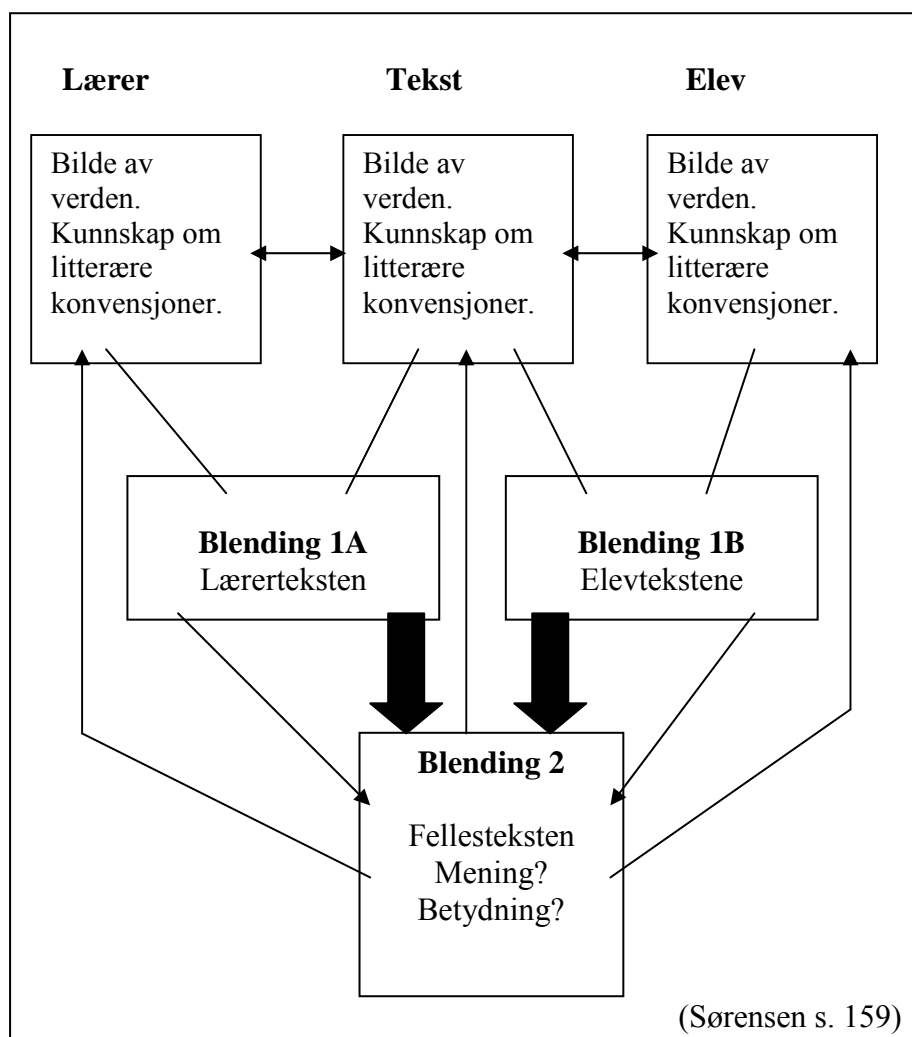 Lærer
Tekst
Elev
Bilde av
verden.
Kunnskap om
litterære
konvensjoner.
Bilde av
verden.
Kunnskap om
litterære
konvensjoner.
Bilde av
verden.
Kunnskap om
litterære
konvensjoner.
Blending 1A
Lærerteksten
Blending 1B
Elevtekstene
Blending 2
Fellesteksten
Mening?
Betydning?
(Sørensen s. 159)